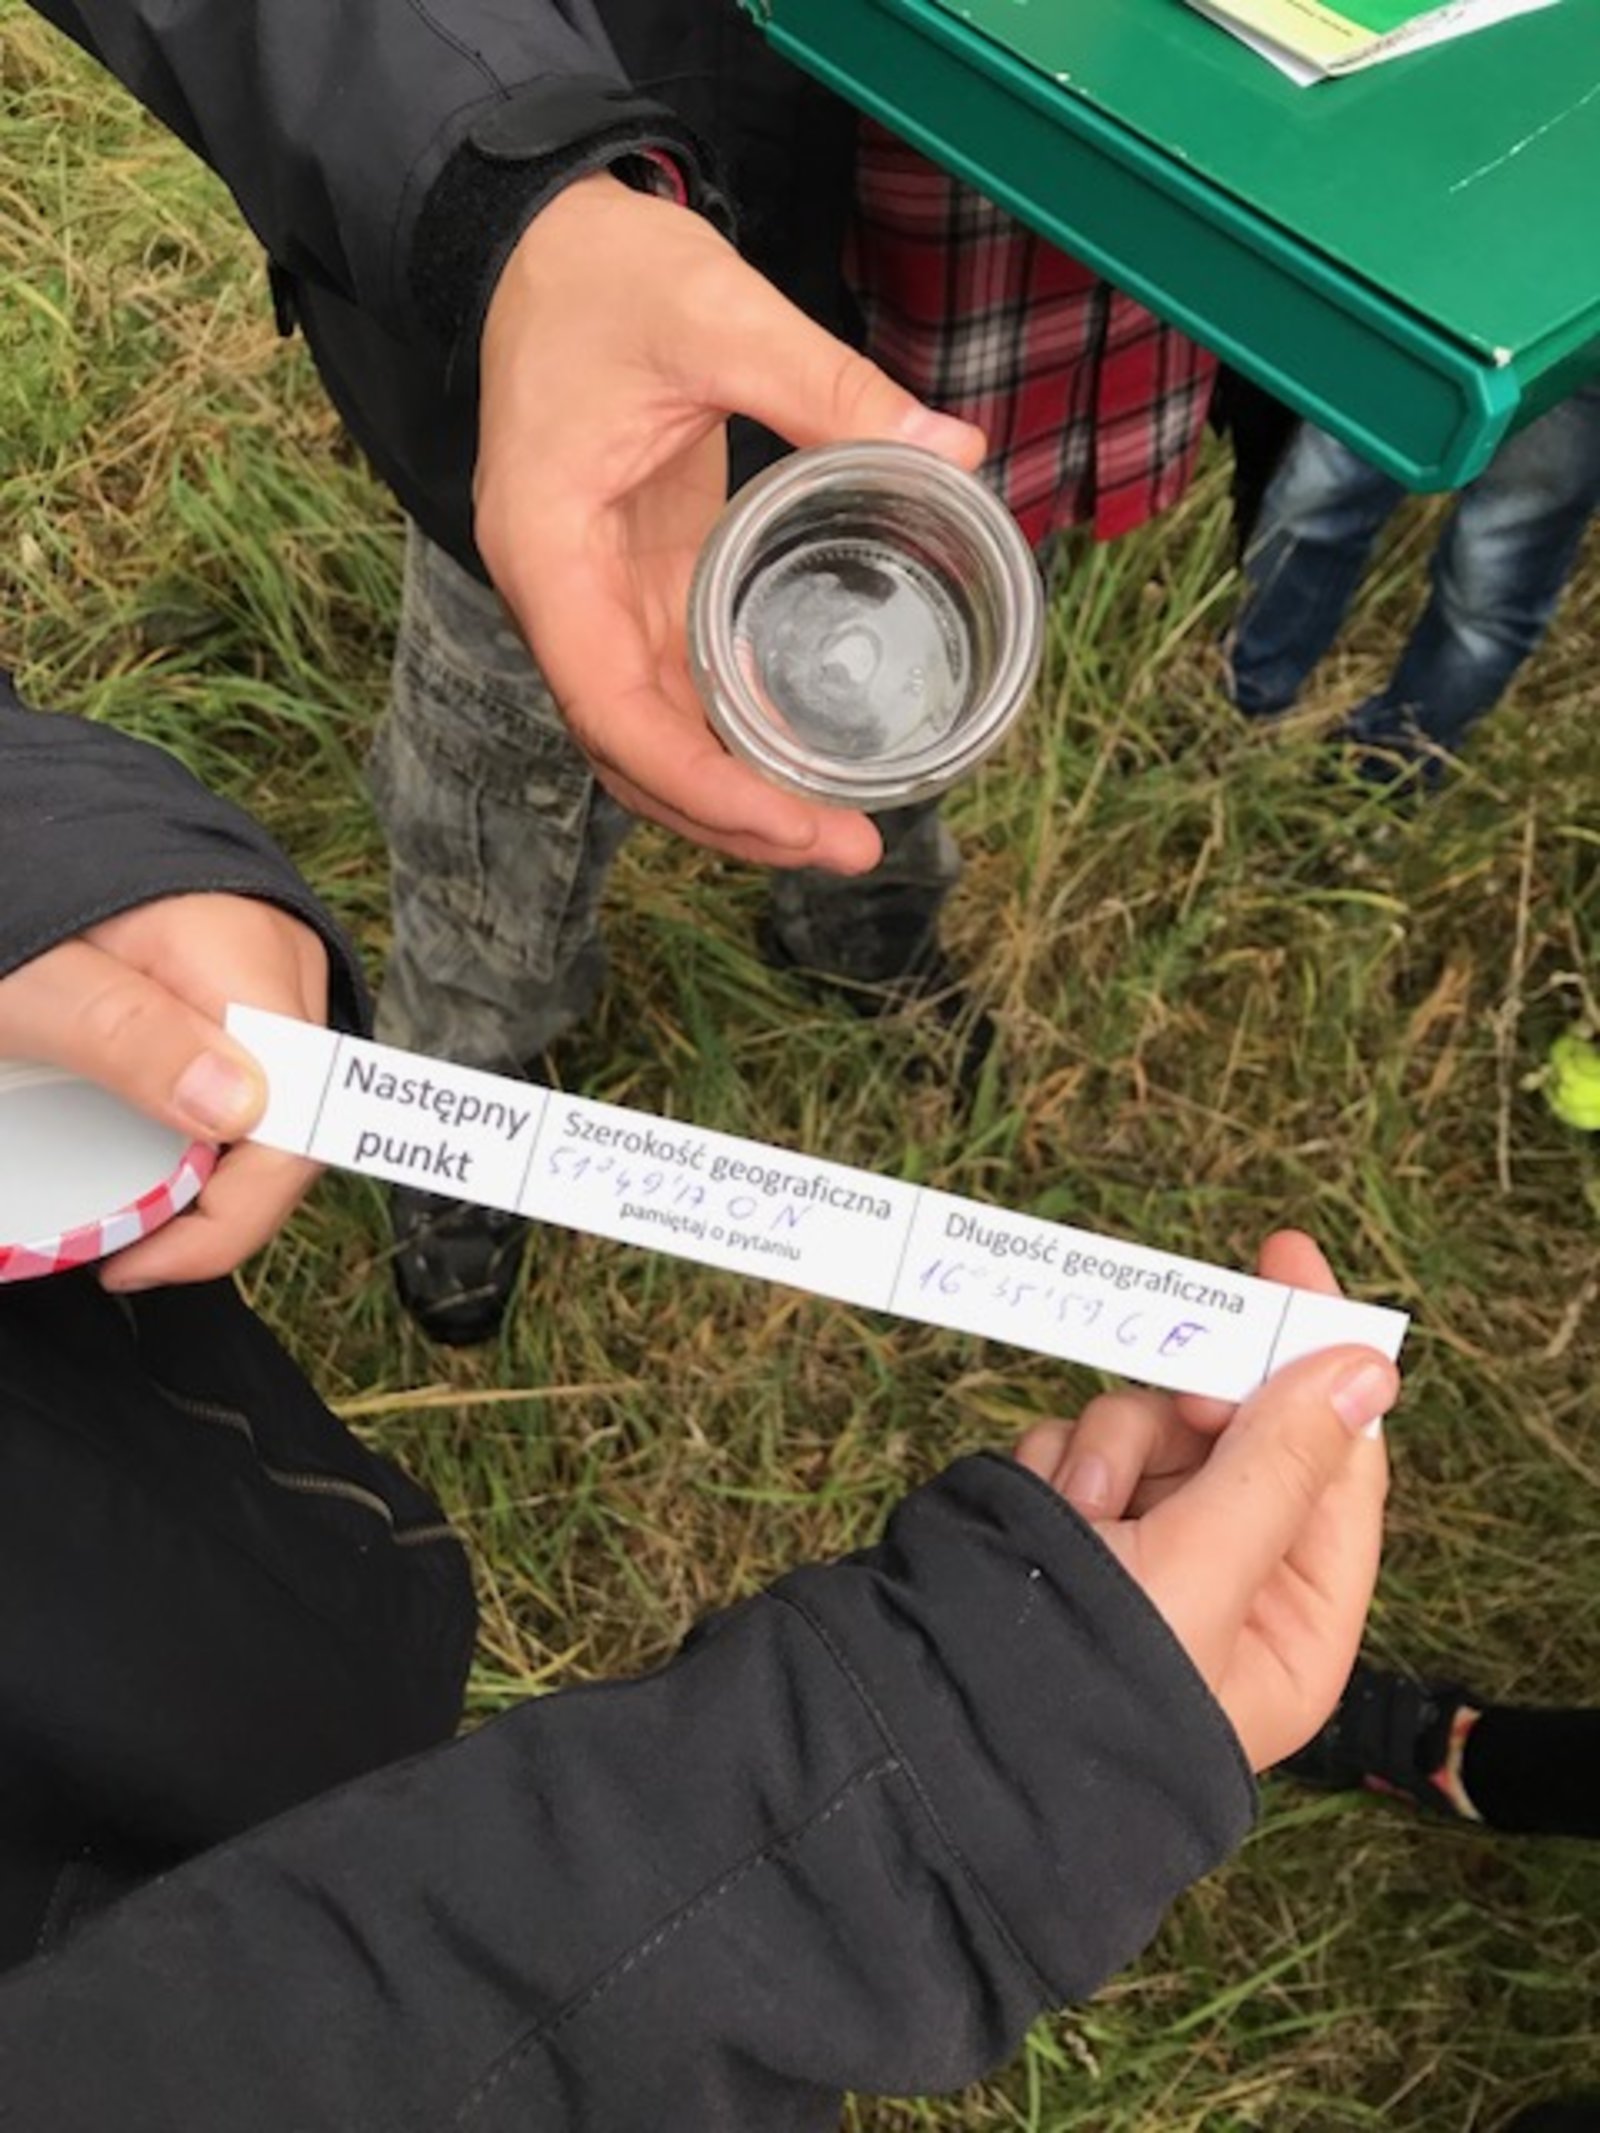 Następny
punkt
Szerokość geograficzna
51° 49' 17 0 N
pamiętaj o pytaniu
Długość geograficzna
16° 35' 59 6 E